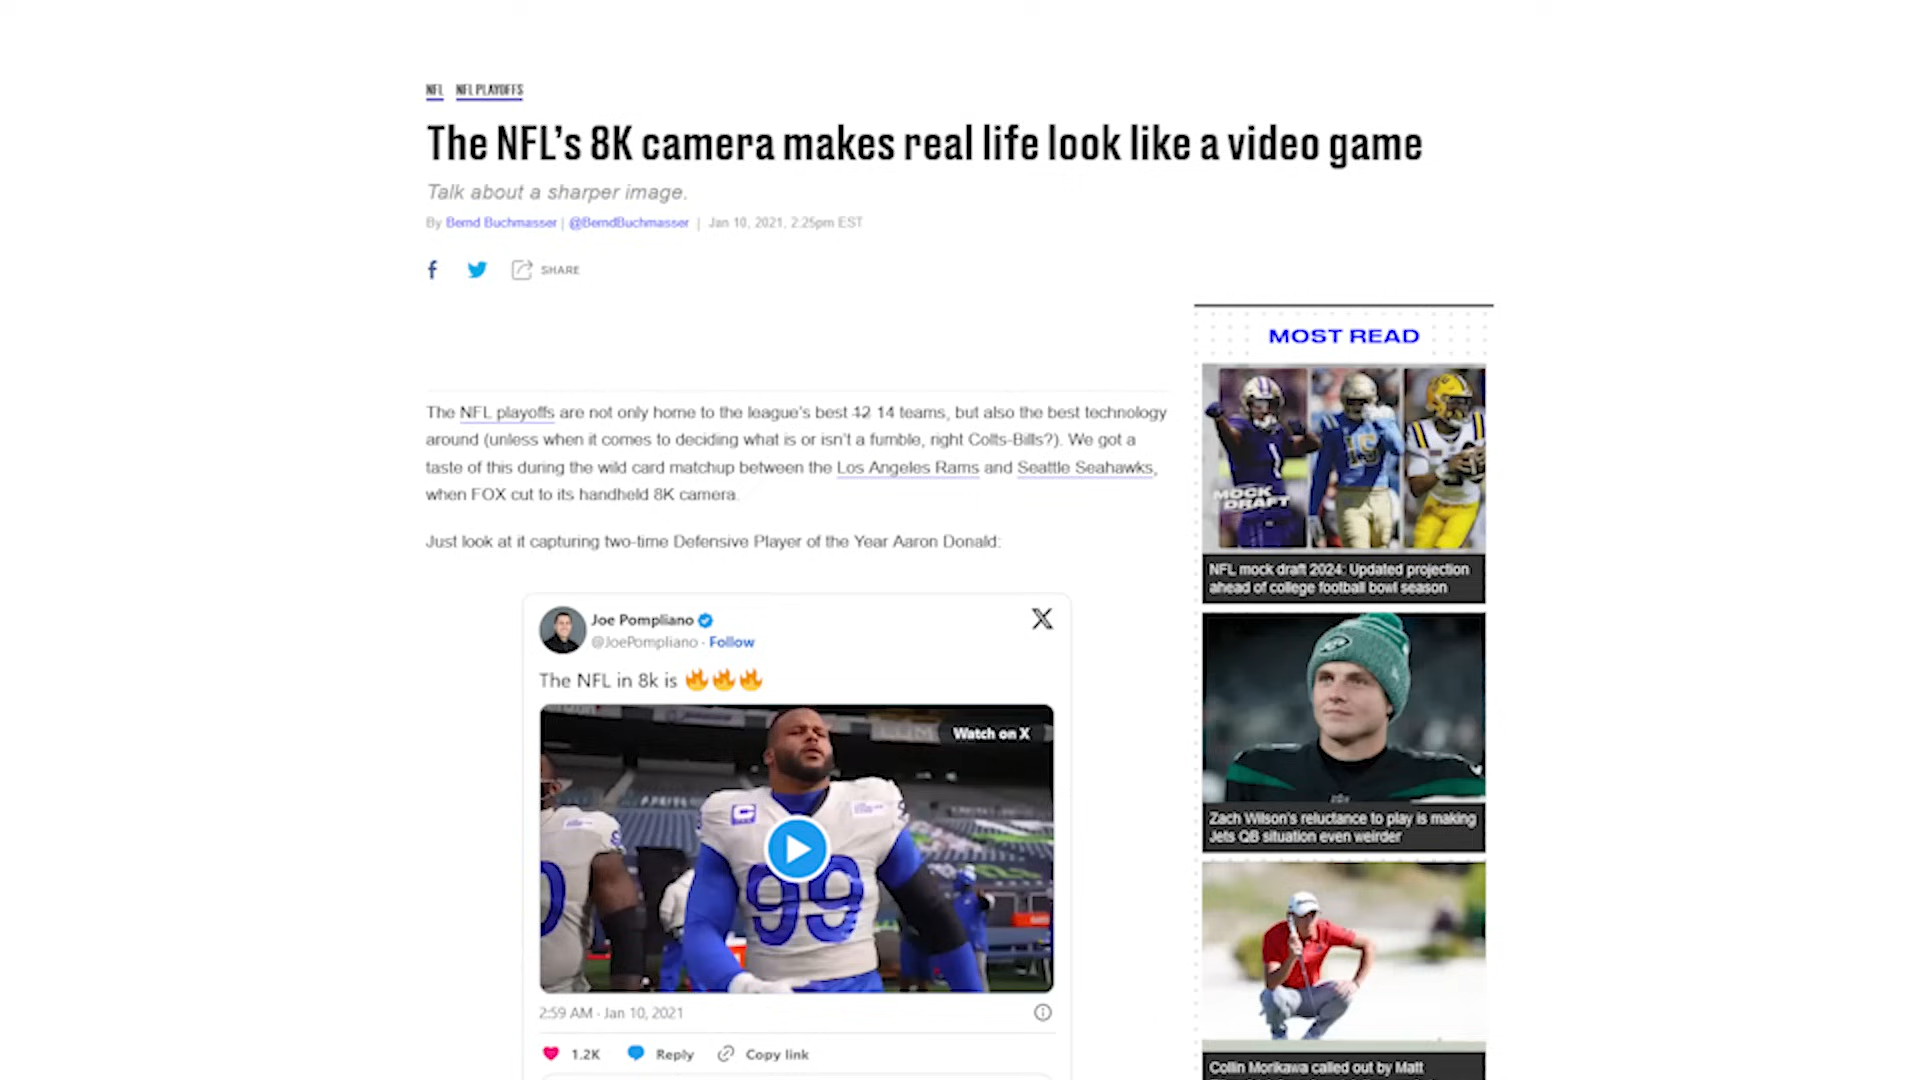 NFL NFL PLAYOFFS
The NFL's 8K camera makes real life look like a video game
Talk about a sharper image.
By Bernd Buchmasser | @BerndBuchmasser | Jan 10, 2021, 2:25pm EST
SHARE
The NFL playoffs are not only home to the league's best 12 14 teams, but also the best technology
around (unless when it comes to deciding what is or isn't a fumble, right Colts-Bills?). We got a
taste of this during the wild card matchup between the Los Angeles Rams and Seattle Seahawks,
when FOX cut to its handheld 8K camera.
Just look at it capturing two-time Defensive Player of the Year Aaron Donald:
Joe Pompliano
@JoePompliano · Follow
The NFL in 8k is 🔥🔥🔥
Watch on X
C
99
2:59 AM · Jan 10, 2021
1.2K Reply Copy link
MOST READ
1
15
MOCK
DRAFT
NFL mock draft 2024: Updated projection
ahead of college football bowl season
Zach Wilson's reluctance to play is making
Jets QB situation even weirder
Collin Morikawa called out by Matt